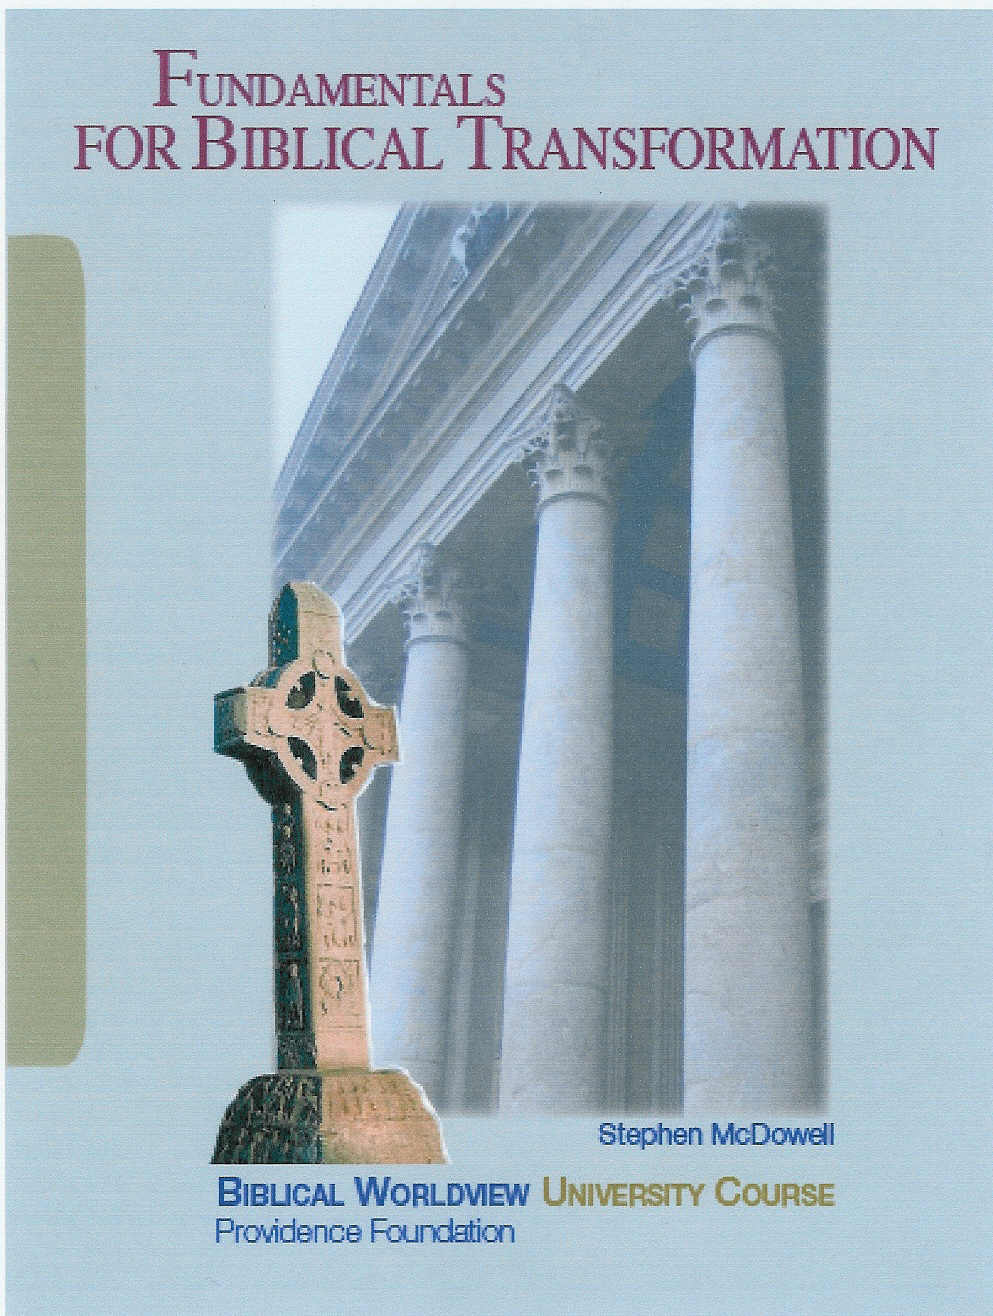 FUNDAMENTALS
FOR BIBLICAL TRANSFORMATION
Stephen McDowell
BIBLICAL WORLDVIEW UNIVERSITY COURSE
Providence Foundation